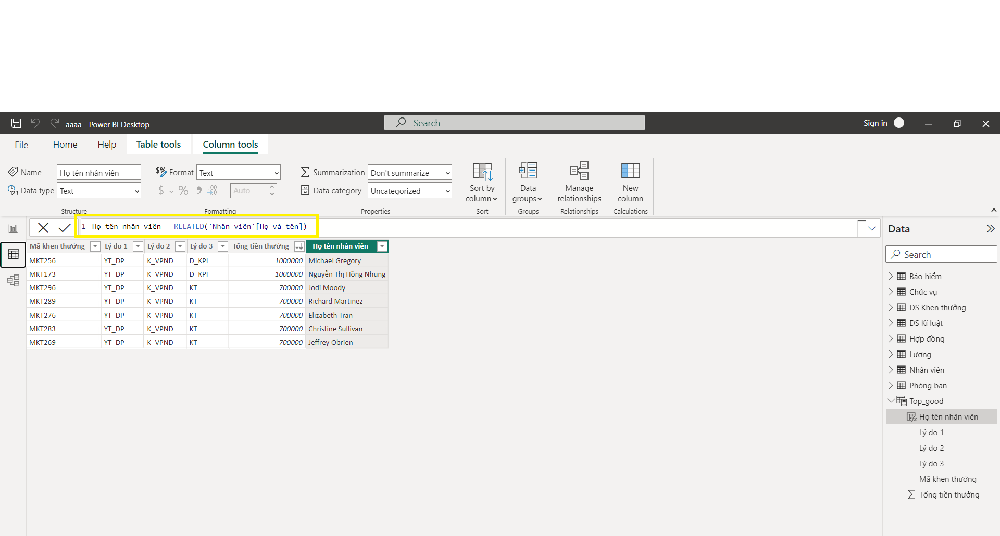 aaaa - Power BI Desktop
Search
Sign in
File
Home
Help
Table tools
Column tools
Name
Họ tên nhân viên
Data type
Text
Structure
Format
Text
Auto
Formatting
Summarization
Don't summarize
Data category
Uncategorized
Properties
Sort by
column
Sort
Data
groups
Groups
Manage
relationships
Relationships
New
column
Calculations
1 Họ tên nhân viên = RELATED('Nhân viên'[Họ và tên])
Mã khen thưởng Lý do 1 Lý do 2 Lý do 3 Tổng tiền thưởng Họ tên nhân viên
MKT256 YT_DP K_VPND D_KPI 1000000 Michael Gregory
MKT173 YT_DP K_VPND D_KPI 1000000 Nguyễn Thị Hồng Nhung
MKT296 YT_DP K_VPND KT 700000 Jodi Moody
MKT289 YT_DP K_VPND KT 700000 Richard Martinez
MKT276 YT_DP K_VPND KT 700000 Elizabeth Tran
MKT283 YT_DP K_VPND KT 700000 Christine Sullivan
MKT269 YT_DP K_VPND KT 700000 Jeffrey Obrien
Data
Search
Bảo hiểm
Chức vụ
DS Khen thưởng
DS Kỉ luật
Hợp đồng
Lương
Nhân viên
Phòng ban
Top_good
Họ tên nhân viên
Lý do 1
Lý do 2
Lý do 3
Mã khen thưởng
Tổng tiền thưởng